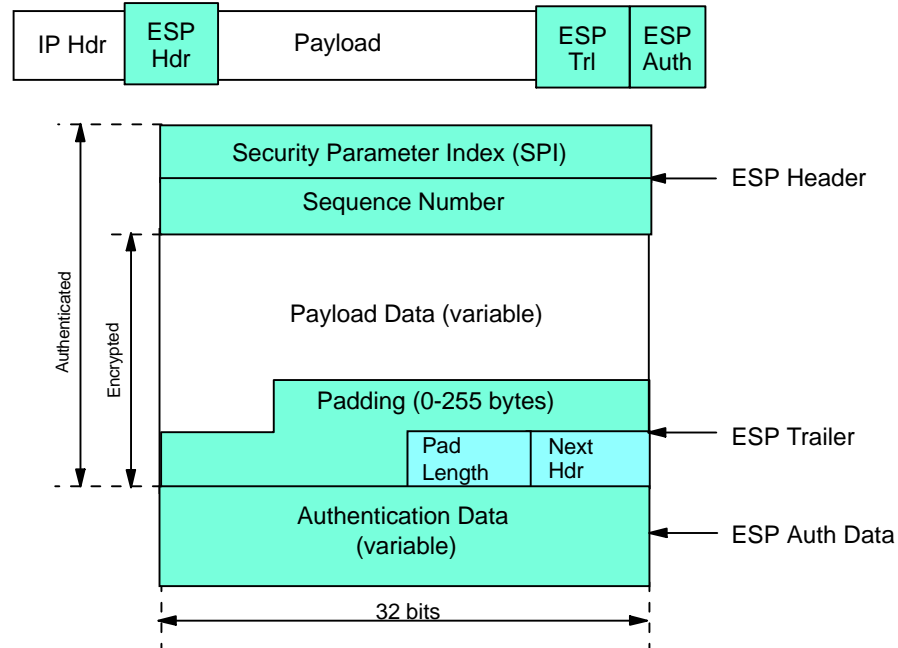 IP Hdr
ESP
Hdr
Payload
ESP
Trl
ESP
Auth
Security Parameter Index (SPI)
ESP Header
Sequence Number
Authenticated
Encrypted
Payload Data (variable)
Padding (0-255 bytes)
ESP Trailer
Pad
Length
Next
Hdr
Authentication Data
(variable)
ESP Auth Data
32 bits